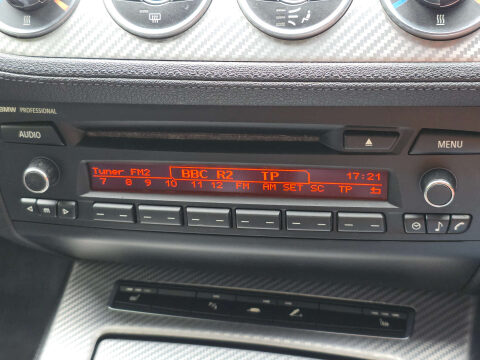 BMW PROFESSIONAL
AUDIO
MENU
Tuner FM2 BBC R2 TP 17:21
7 8 9 10 11 12 FM AM SET SC TP